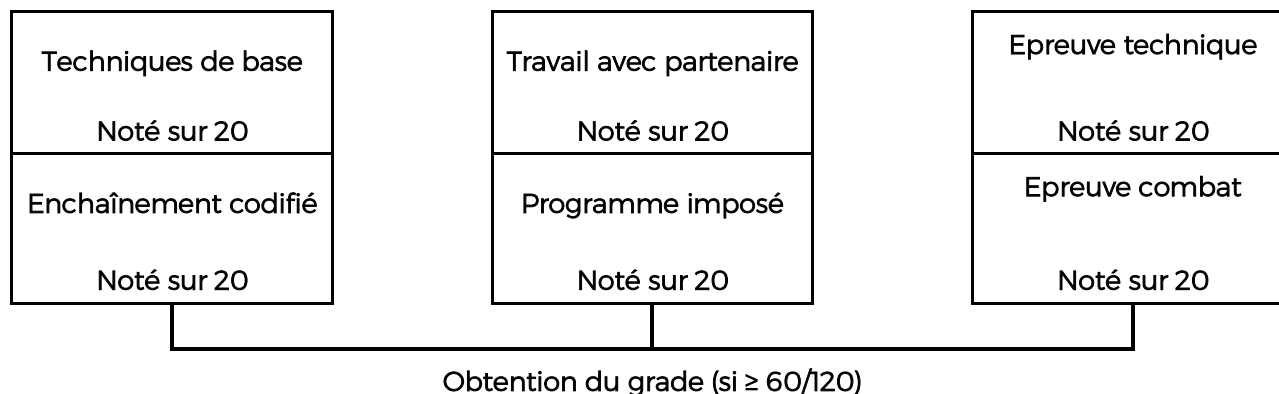 Techniques de base
Noté sur 20
Enchaînement codifié
Noté sur 20
Travail avec partenaire
Noté sur 20
Programme imposé
Noté sur 20
Epreuve technique
Noté sur 20
Epreuve combat
Noté sur 20
Obtention du grade (si ≥ 60/120)